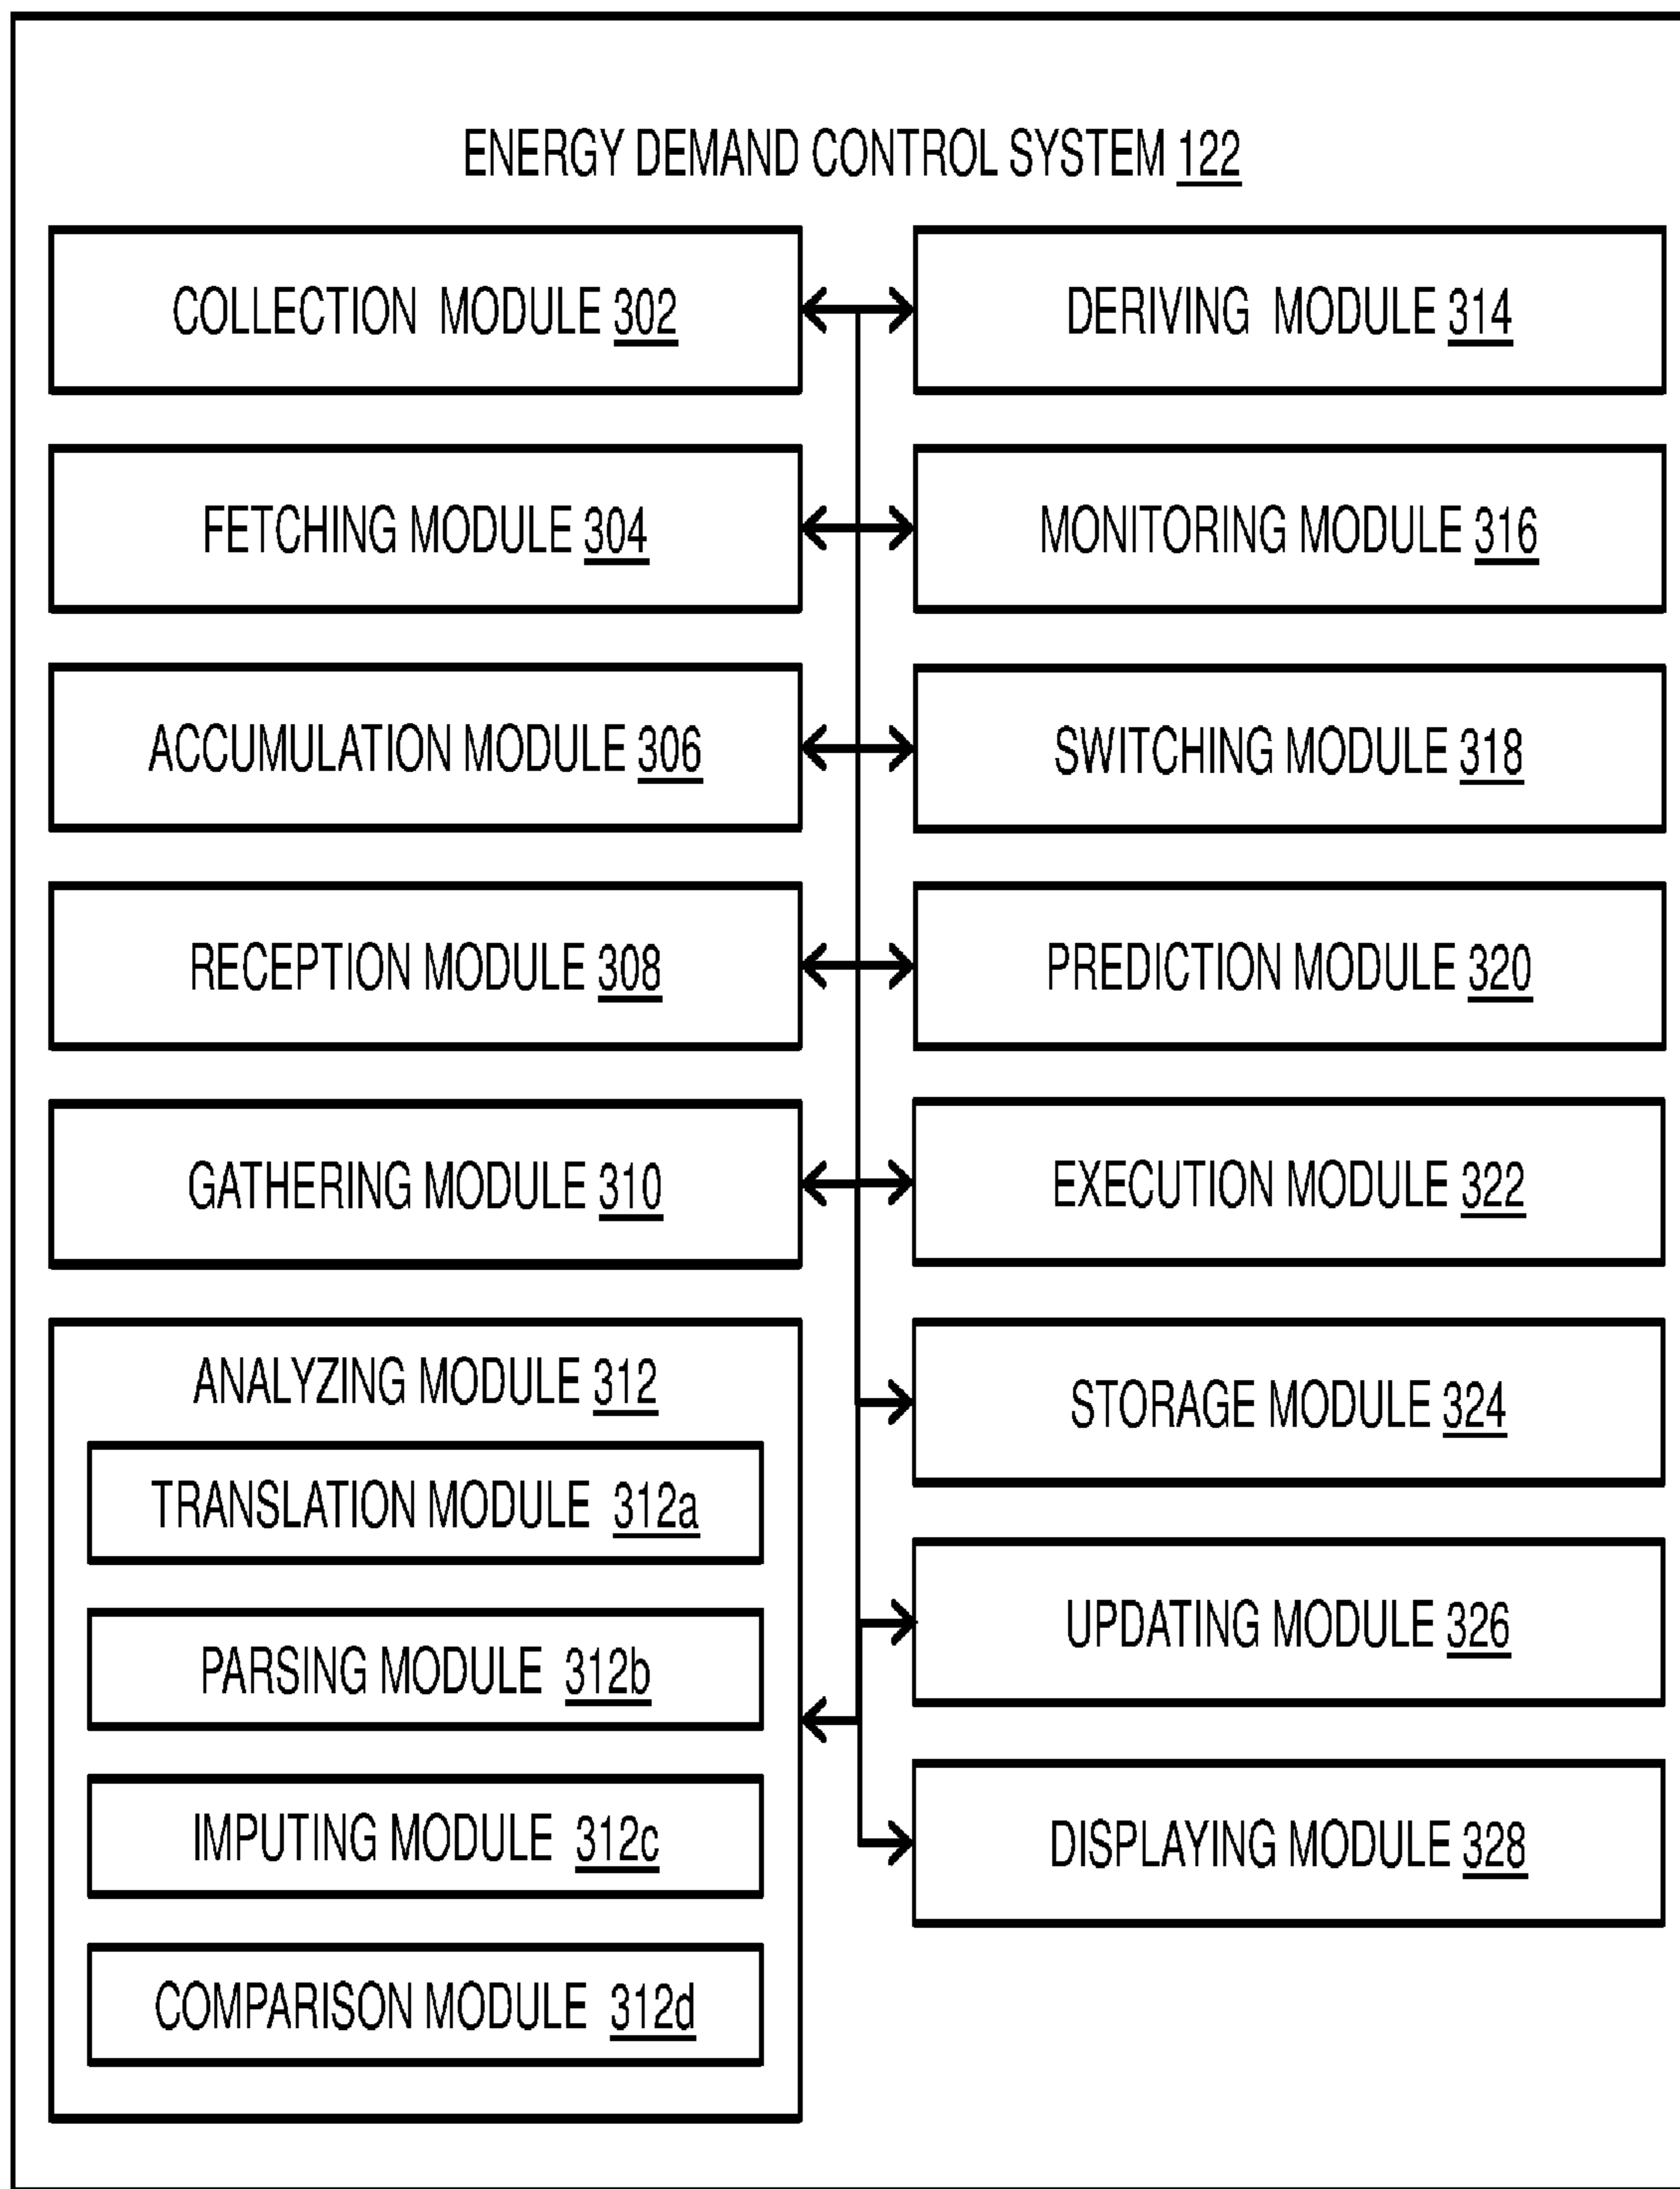 ENERGY DEMAND CONTROL SYSTEM 122
COLLECTION MODULE 302
FETCHING MODULE 304
ACCUMULATION MODULE 306
RECEPTION MODULE 308
GATHERING MODULE 310
ANALYZING MODULE 312
TRANSLATION MODULE 312a
PARSING MODULE 312b
IMPUTING MODULE 312c
COMPARISON MODULE 312d
DERIVING MODULE 314
MONITORING MODULE 316
SWITCHING MODULE 318
PREDICTION MODULE 320
EXECUTION MODULE 322
STORAGE MODULE 324
UPDATING MODULE 326
DISPLAYING MODULE 328